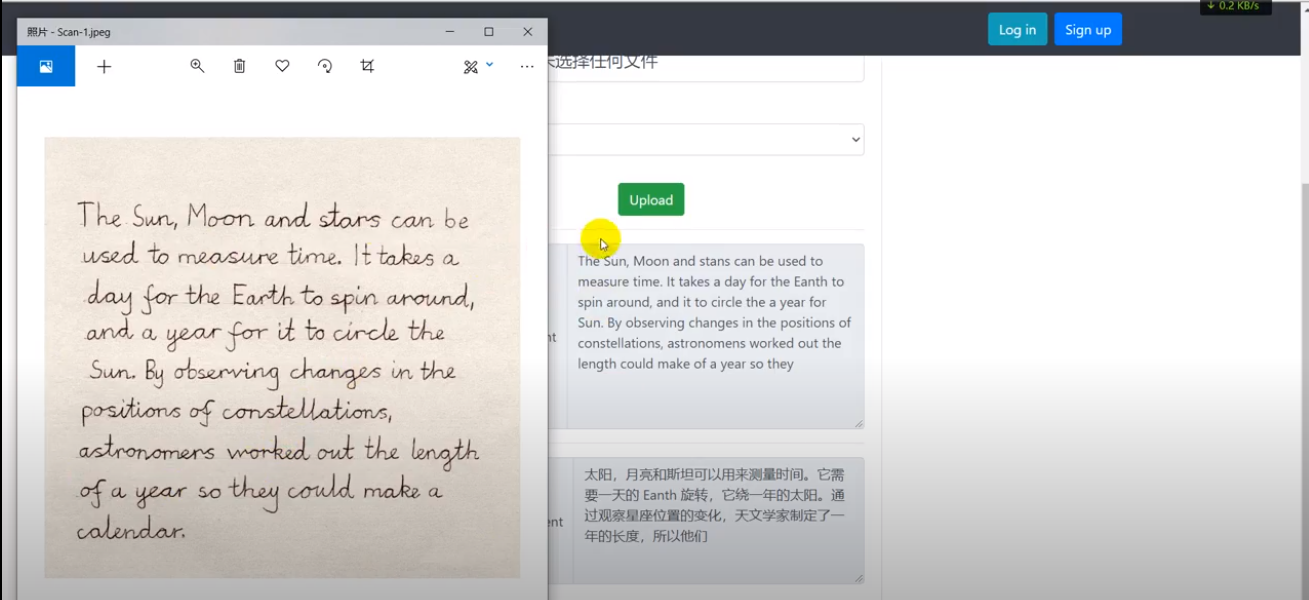 ↓ 0.2 KB/s
照片 - Scan-1.jpeg
Log in
Sign up
选择任何文件
Upload
The Sun, Moon and stars can be
used to measure time. It takes a
day for the Earth to spin around,
and a year for it to circle the
Sun. By observing changes in the
positions of constellations,
astronomers worked out the length
of a year so they could make a
calendar.
The Sun, Moon and stans can be used to
measure time. It takes a day for the Eanth to
spin around, and it to circle the a year for
Sun. By observing changes in the positions of
constellations, astronomens worked out the
length could make of a year so they
太阳，月亮和斯坦可以用来测量时间。它需
要一天的 Eanth 旋转，它绕一年的太阳。通
过观察星座位置的变化，天文学家制定了一
年的长度，所以他们